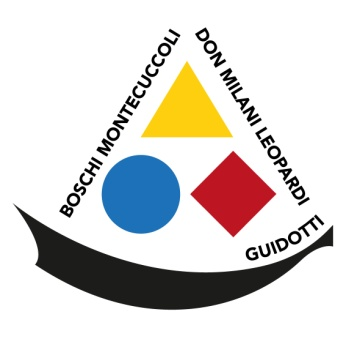 BOSCHI MONTECUCCOLI
DON MILANI LEOPARDI
GUIDOTTI